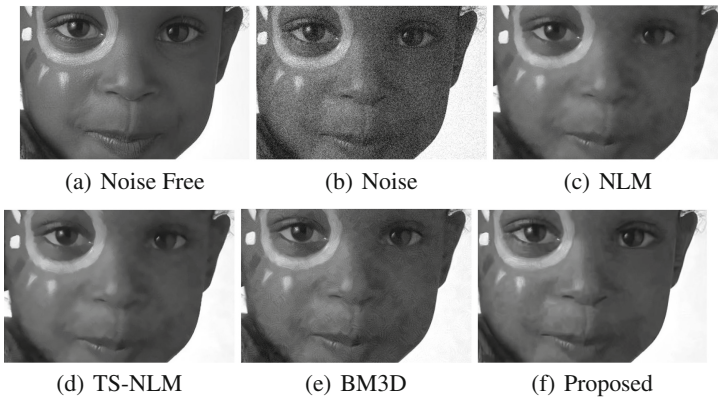 (a) Noise Free
(b) Noise
(c) NLM
(d) TS-NLM
(e) BM3D
(f) Proposed